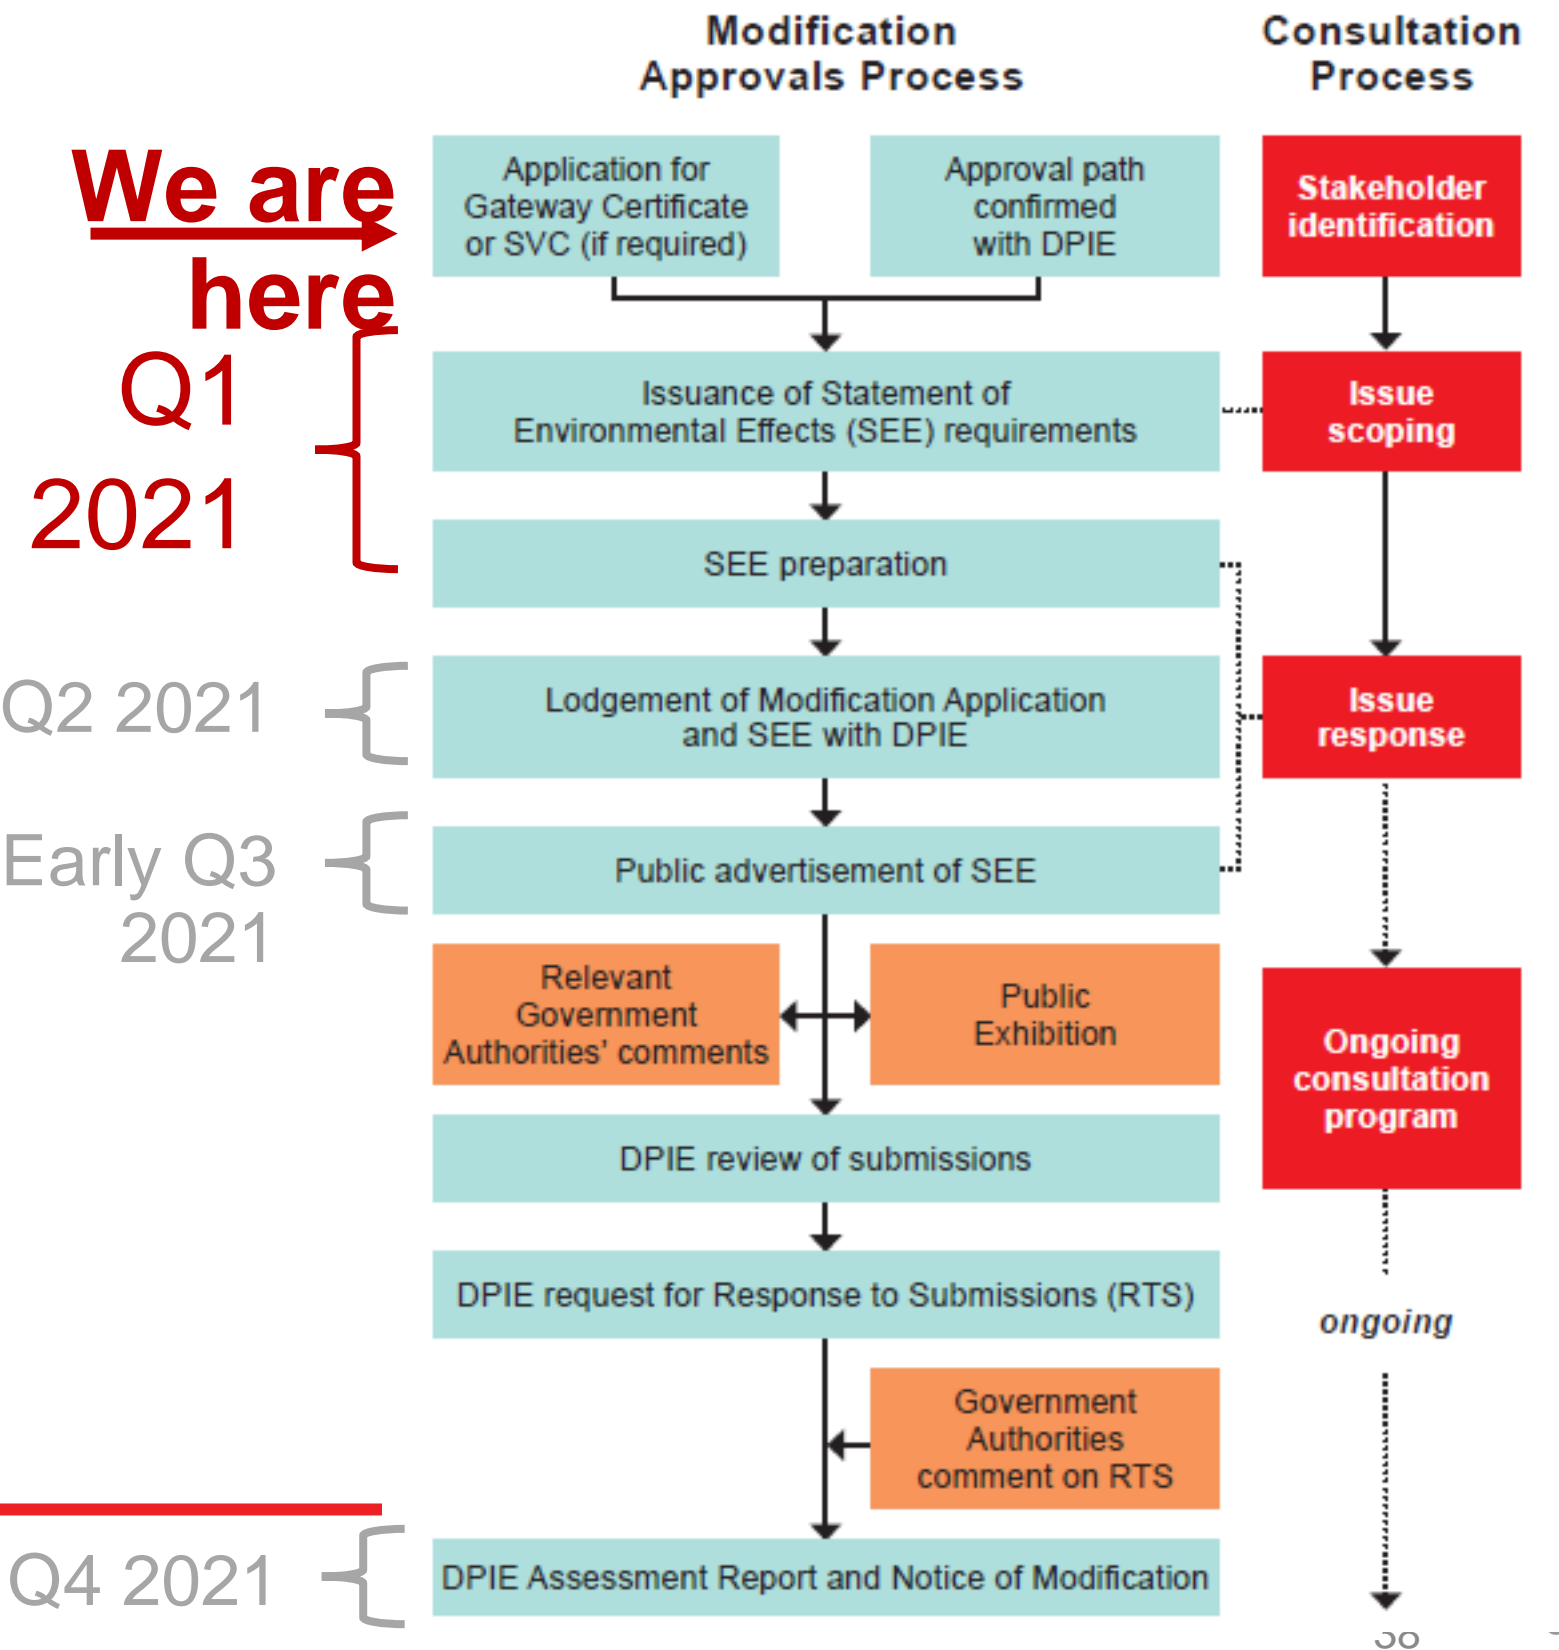 Modification
Approvals Process
Consultation
Process
We are
here
Application for
Gateway Certificate
or SVC (if required)
Approval path
confirmed
with DPIE
Stakeholder
identification
Q1
2021
Issuance of Statement of
Environmental Effects (SEE) requirements
Issue
scoping
SEE preparation
Q2 2021
Lodgement of Modification Application
and SEE with DPIE
Issue
response
Early Q3
2021
Public advertisement of SEE
Relevant
Government
Authorities’ comments
Public
Exhibition
Ongoing
consultation
program
DPIE review of submissions
DPIE request for Response to Submissions (RTS)
ongoing
Government
Authorities
comment on RTS
Q4 2021
DPIE Assessment Report and Notice of Modification